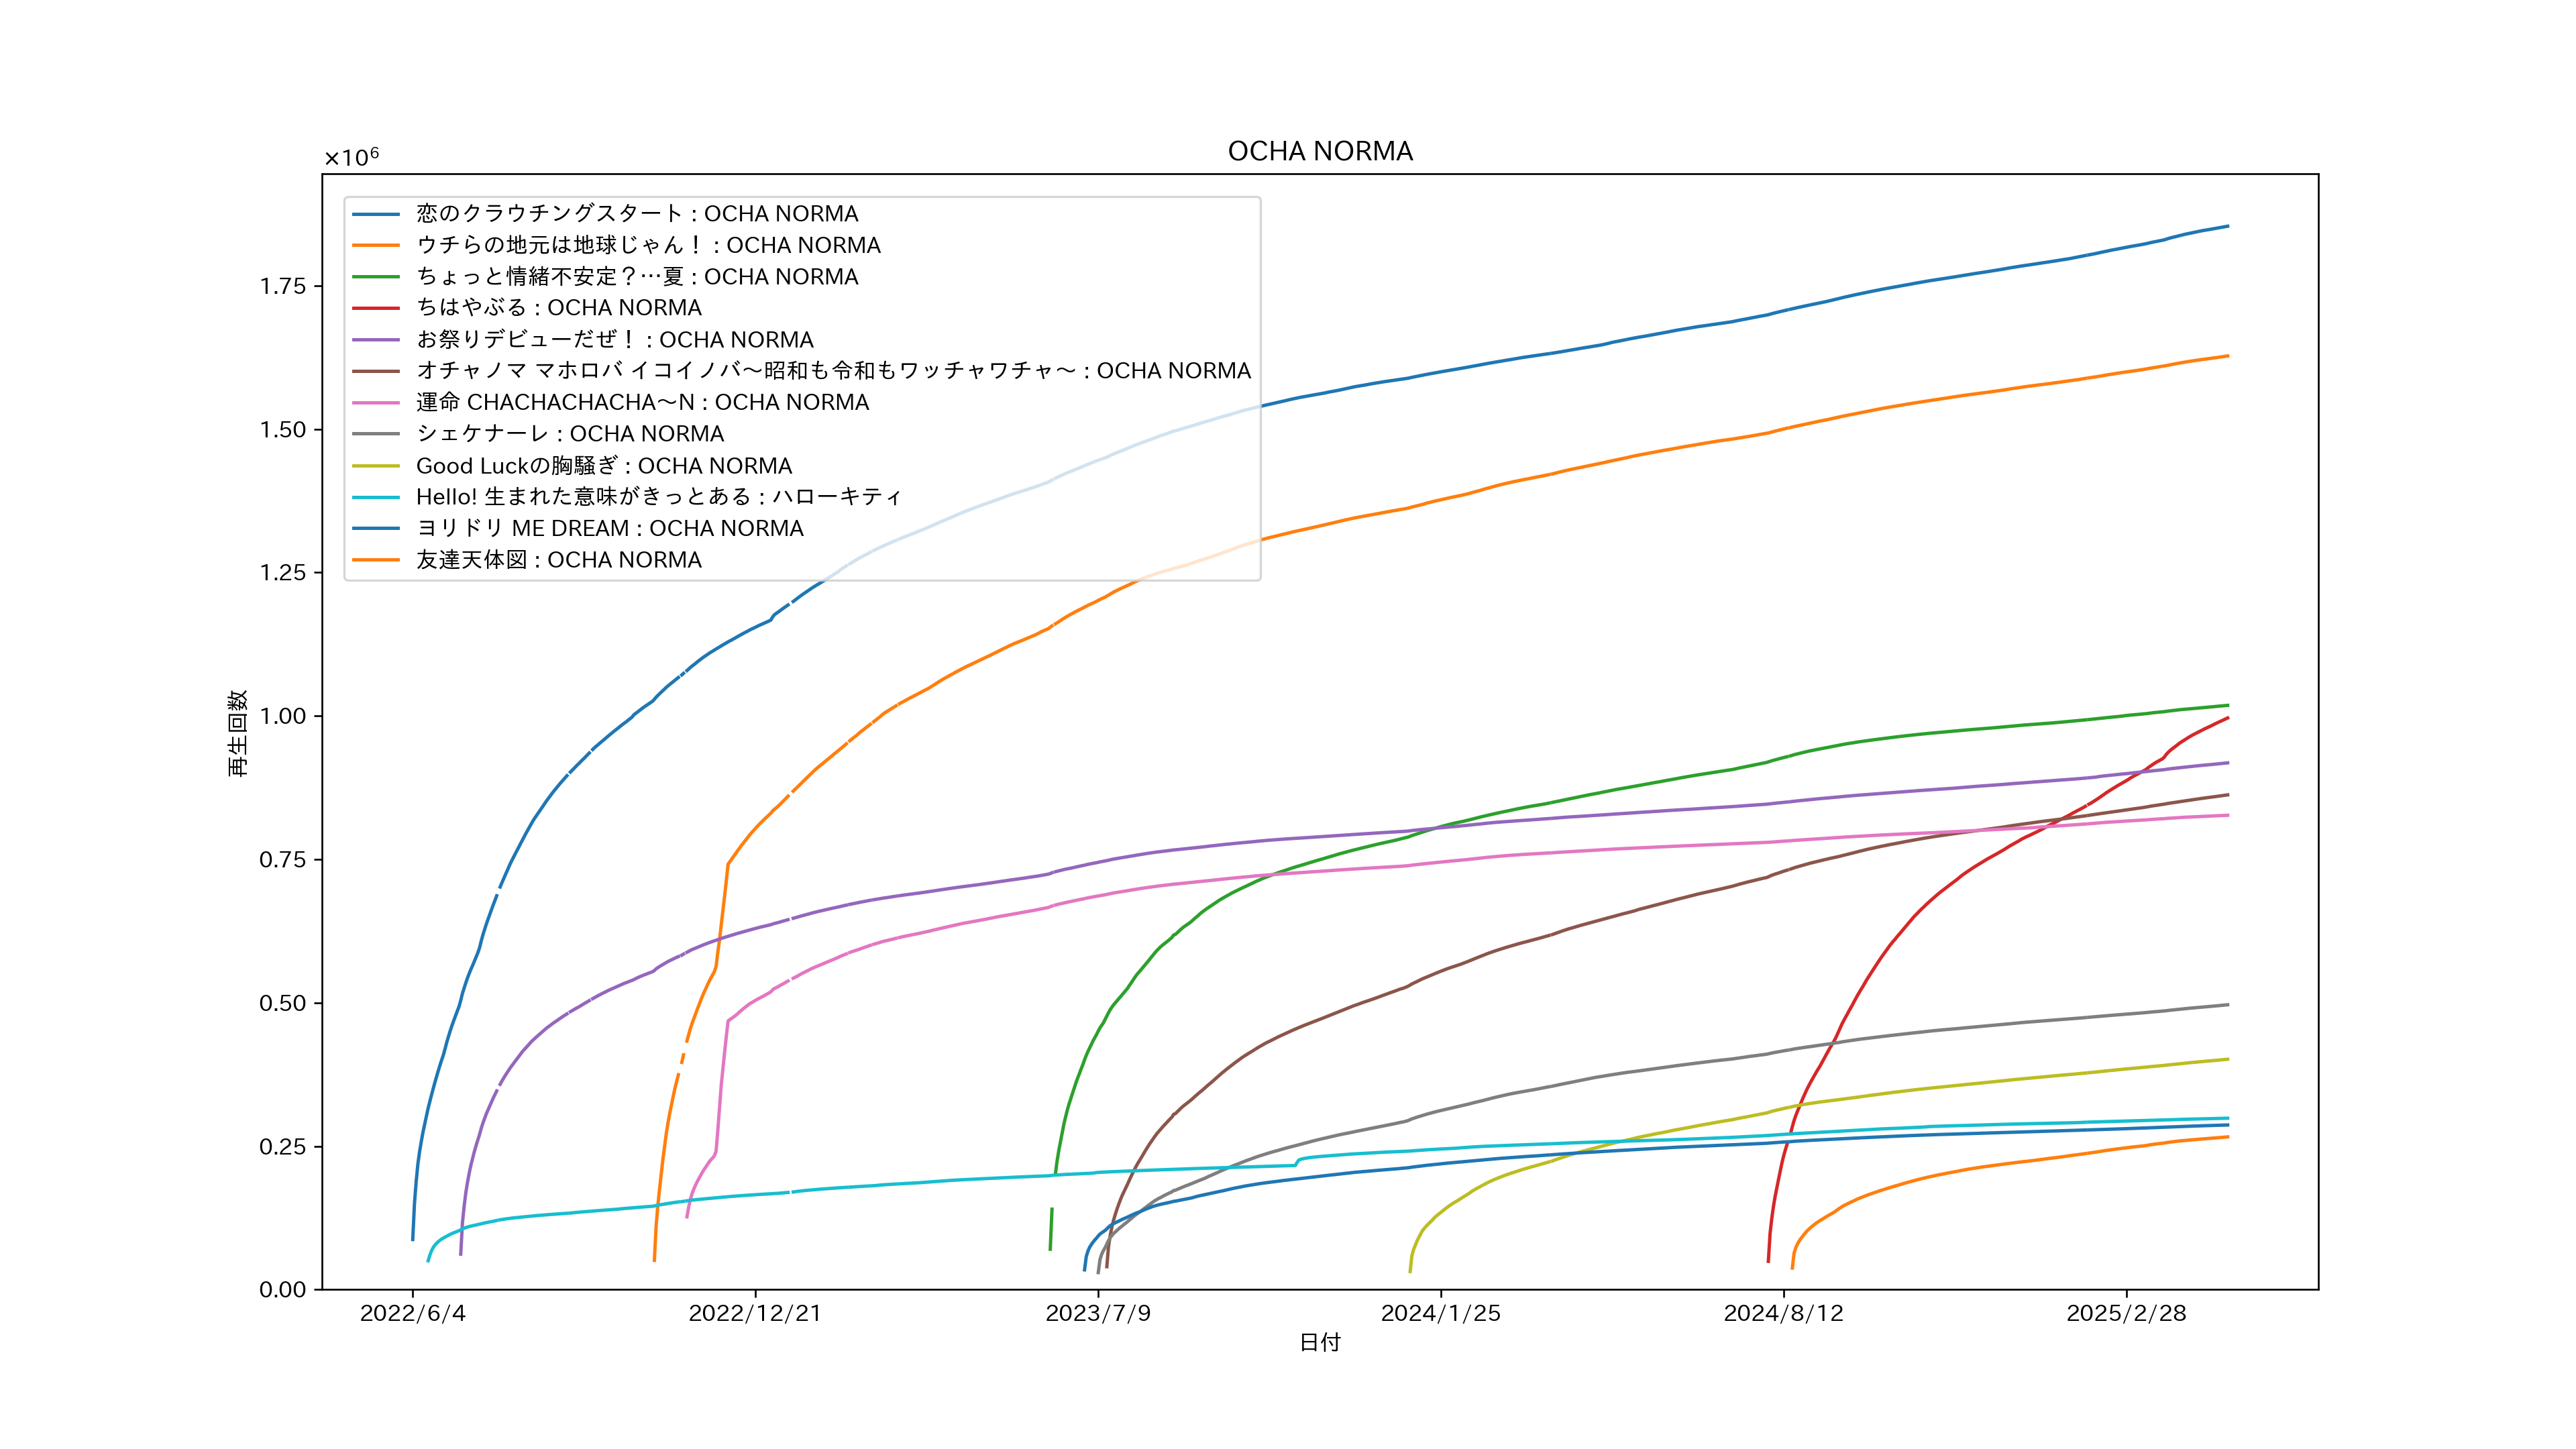 OCHA NORMA
×10⁶
恋のクラウチングスタート : OCHA NORMA
ウチらの地元は地球じゃん！ : OCHA NORMA
ちょっと情緒不安定？…夏 : OCHA NORMA
ちはやぶる : OCHA NORMA
お祭りデビューだぜ！ : OCHA NORMA
オチャノマ マホロバ イコイノバ～昭和も令和もワッチャワチャ～ : OCHA NORMA
運命 CHACHACHACHA～N : OCHA NORMA
シェケナーレ : OCHA NORMA
Good Luckの胸騒ぎ : OCHA NORMA
Hello! 生まれた意味がきっとある : ハローキティ
ヨリドリ ME DREAM : OCHA NORMA
友達天体図 : OCHA NORMA
1.75
1.50
1.25
1.00
0.75
0.50
0.25
0.00
再生回数
2022/6/4
2022/12/21
2023/7/9
2024/1/25
2024/8/12
2025/2/28
日付